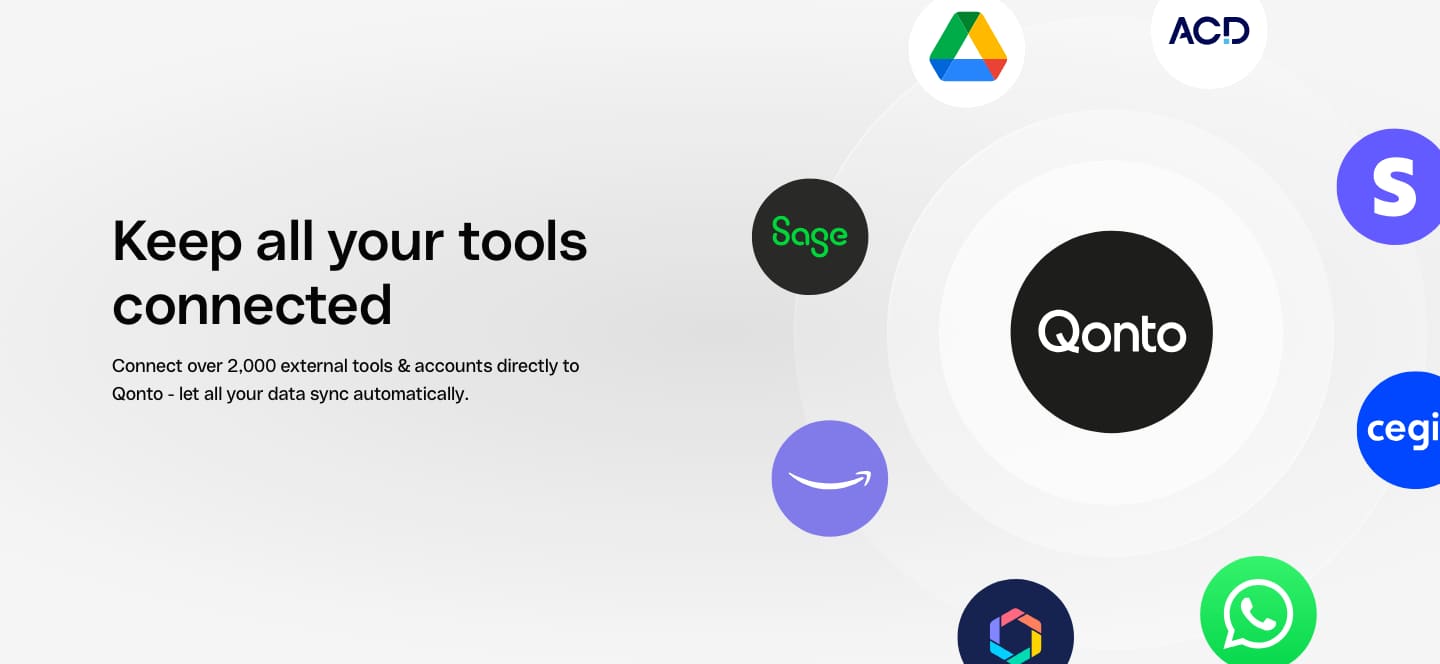 Keep all your tools
connected
Connect over 2,000 external tools & accounts directly to
Qonto - let all your data sync automatically.
ACD
S
Sage
Qonto
cegi